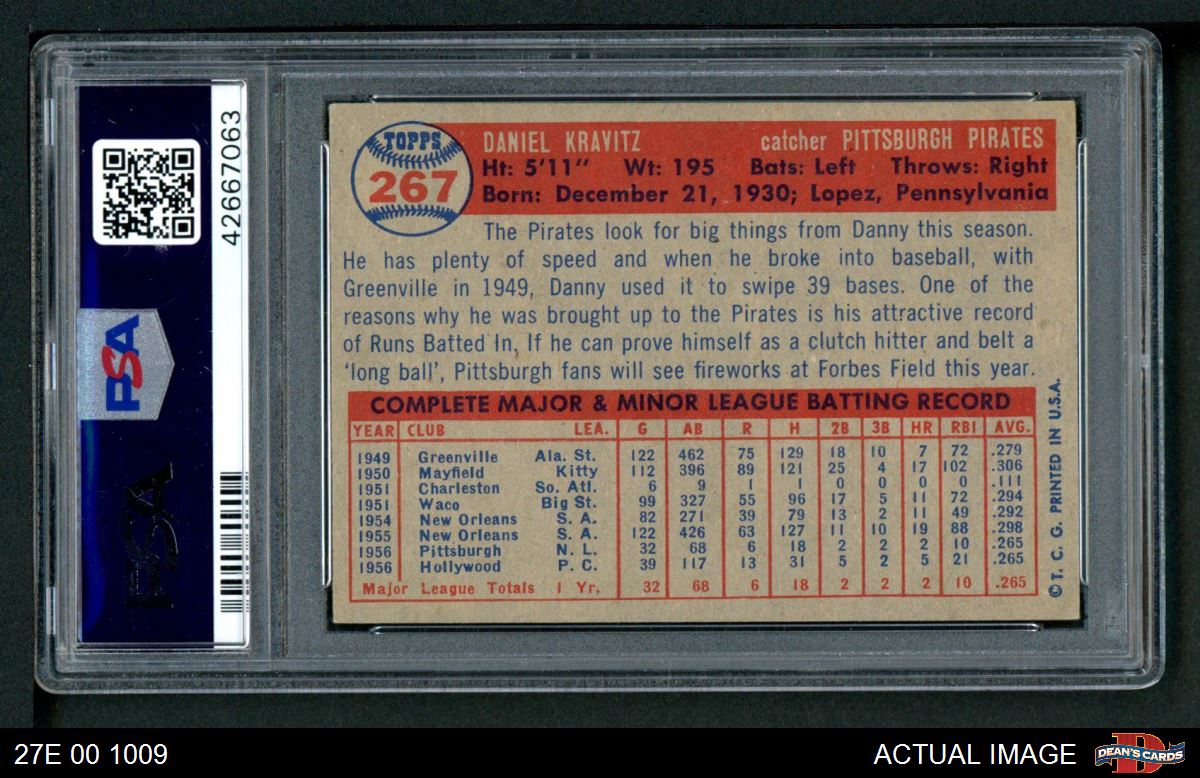 42667063
PSA
PSA
TOPPS
267
DANIEL KRAVITZ catcher PITTSBURGH PIRATES
Ht: 5'11" Wt: 195 Bats: Left Throws: Right
Born: December 21, 1930; Lopez, Pennsylvania
The Pirates look for big things from Danny this season.
He has plenty of speed and when he broke into baseball, with
Greenville in 1949, Danny used it to swipe 39 bases. One of the
reasons why he was brought up to the Pirates is his attractive record
of Runs Batted In. If he can prove himself as a clutch hitter and belt a
'long ball', Pittsburgh fans will see fireworks at Forbes Field this year.
COMPLETE MAJOR & MINOR LEAGUE BATTING RECORD
YEAR CLUB LEA. G AB R H 2B 3B HR RBI AVG.
1949 Greenville Ala. St. 122 462 75 129 18 10 7 72 .279
1950 Mayfield Kitty 112 396 89 121 25 4 17 102 .306
1951 Charleston So. Atl. 6 9 1 1 0 0 0 0 .111
1951 Waco Big St. 99 327 55 96 17 5 11 72 .294
1954 New Orleans S. A. 82 271 39 79 13 2 11 49 .292
1955 New Orleans S. A. 122 426 63 127 11 10 19 88 .298
1956 Pittsburgh N. L. 32 68 6 18 2 2 2 10 .265
1956 Hollywood P. C. 39 117 13 31 5 2 5 21 .265
Major League Totals 1 Yr. 32 68 6 18 2 2 2 10 .265
© T. C. G. PRINTED IN U.S.A.
27E 00 1009
ACTUAL IMAGE
DEAN'S CARDS